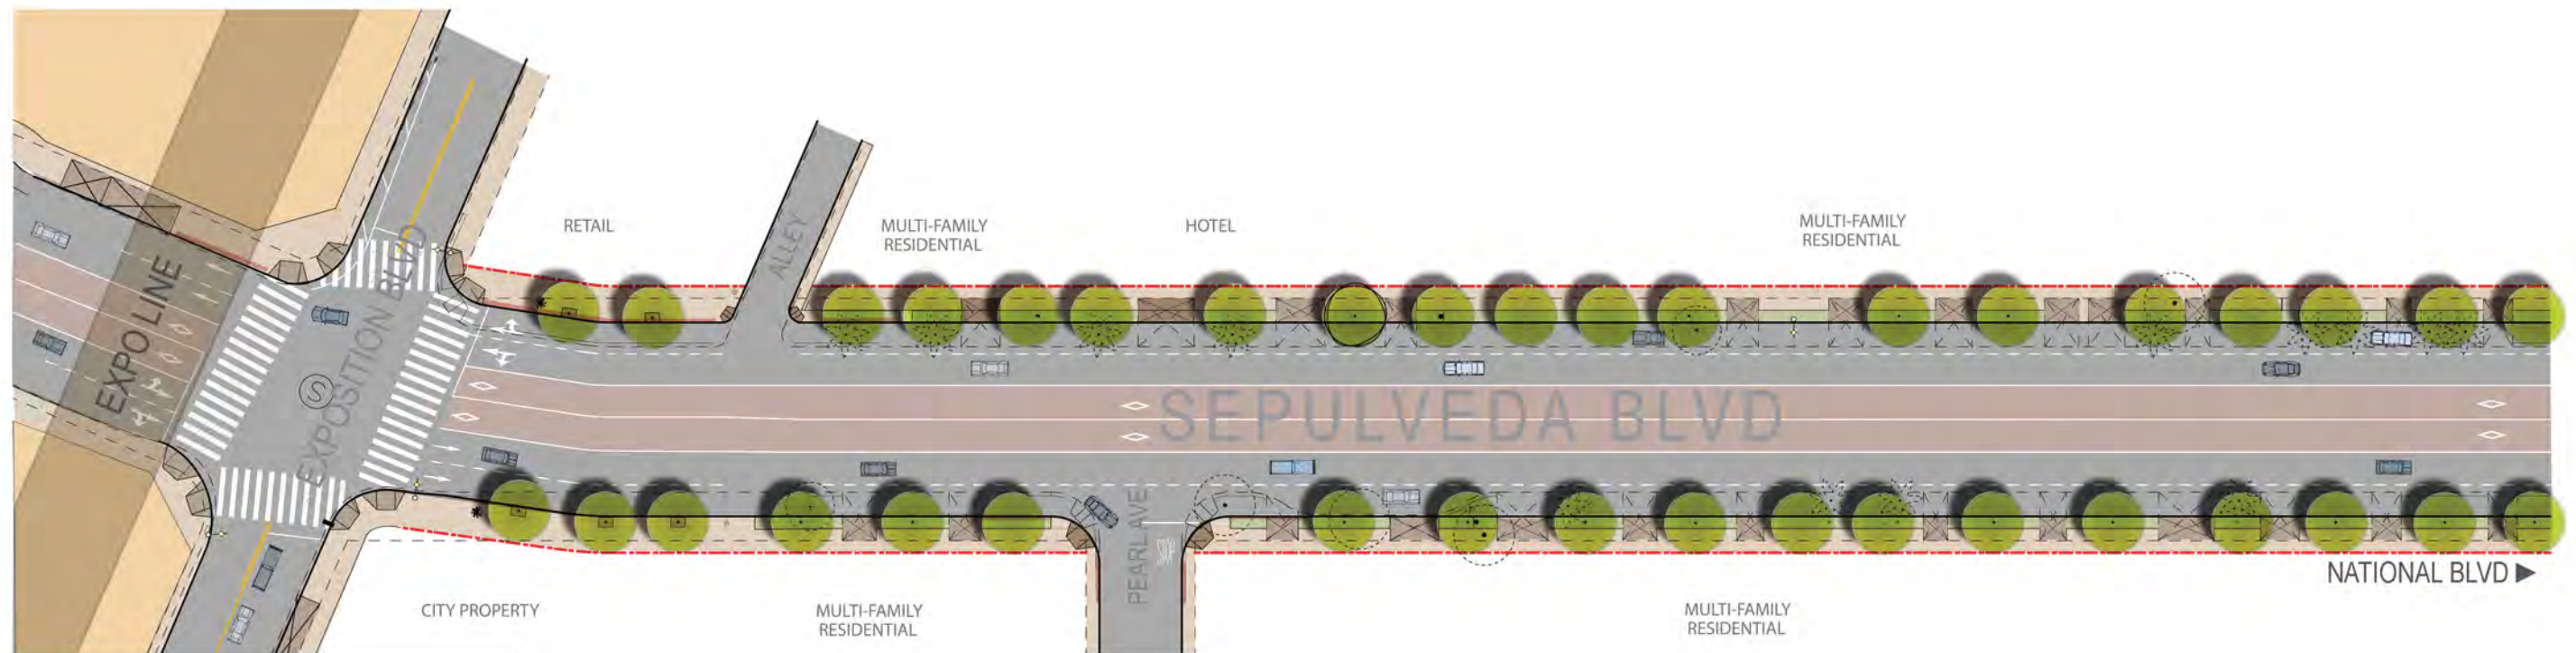 RETAIL
MULTI-FAMILY
RESIDENTIAL
HOTEL
MULTI-FAMILY
RESIDENTIAL
ALLEY
EXPO LINE
EXPOSITION BLVD
S
SEPULVEDA BLVD
PEARL AVE
STOP
NATIONAL BLVD ▶
CITY PROPERTY
MULTI-FAMILY
RESIDENTIAL
MULTI-FAMILY
RESIDENTIAL